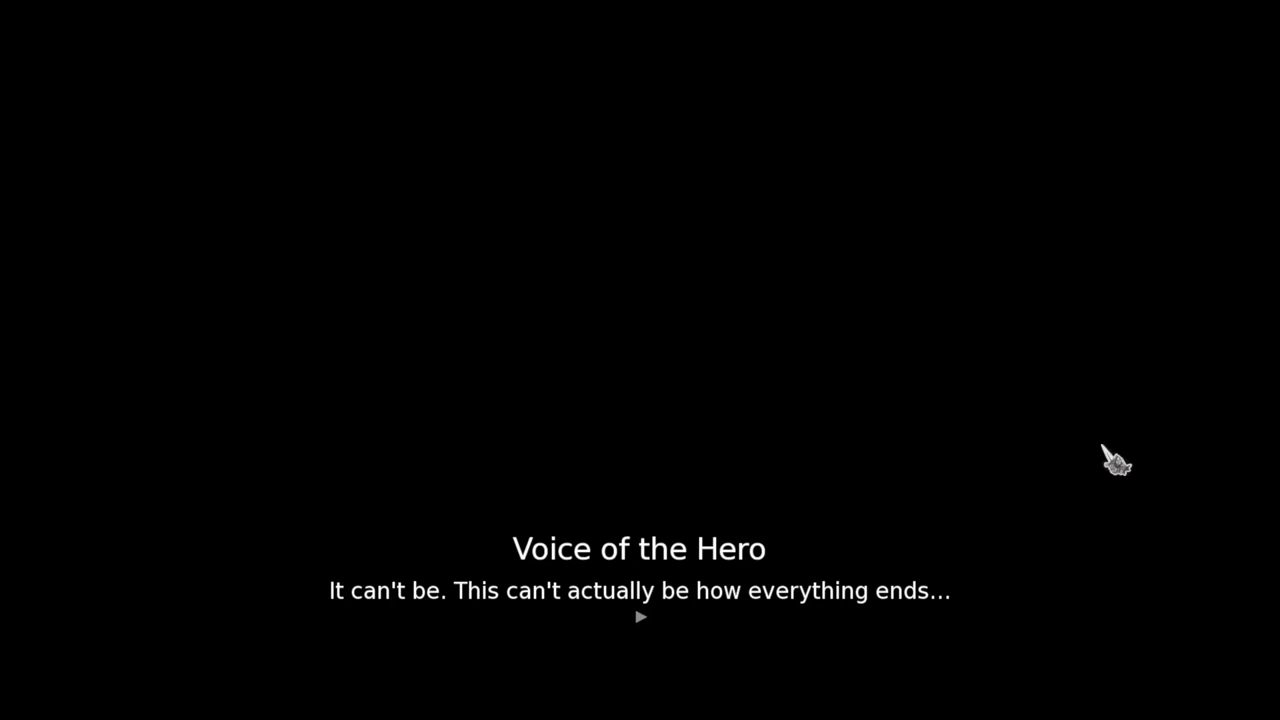 Voice of the Hero
It can't be. This can't actually be how everything ends...